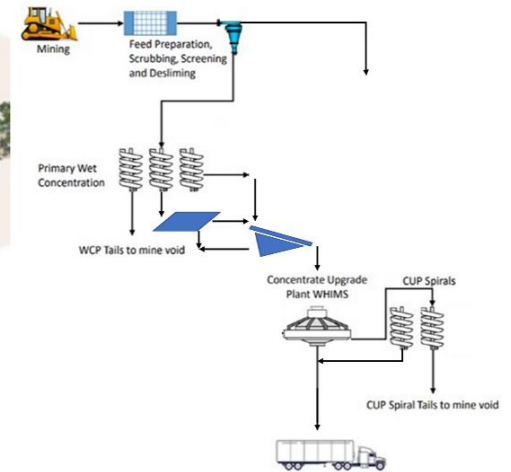 Mining
Feed Preparation,
Scrubbing, Screening
and Desliming
Primary Wet
Concentration
WCP Tails to mine void
Concentrate Upgrade
Plant WHIMS
CUP Spirals
CUP Spiral Tails to mine void